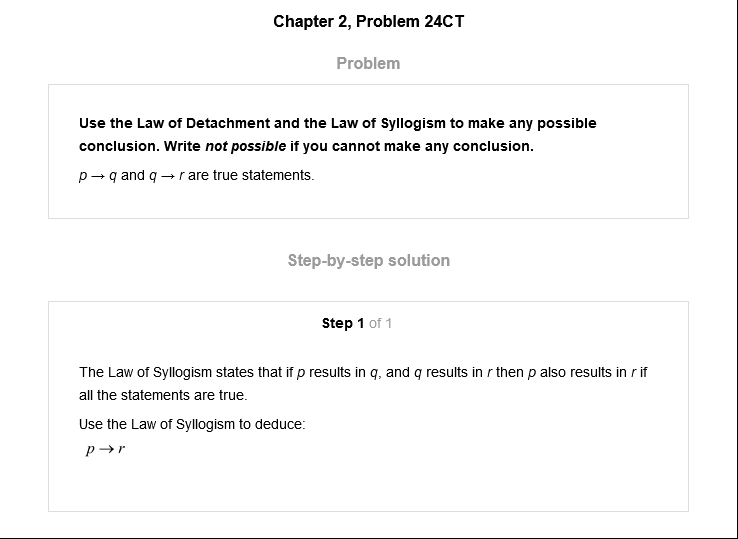 Chapter 2, Problem 24CT
Problem
Use the Law of Detachment and the Law of Syllogism to make any possible
conclusion. Write not possible if you cannot make any conclusion.
p → q and q → r are true statements.
Step-by-step solution
Step 1 of 1
The Law of Syllogism states that if p results in q, and q results in r then p also results in r if
all the statements are true.
Use the Law of Syllogism to deduce:
p → r